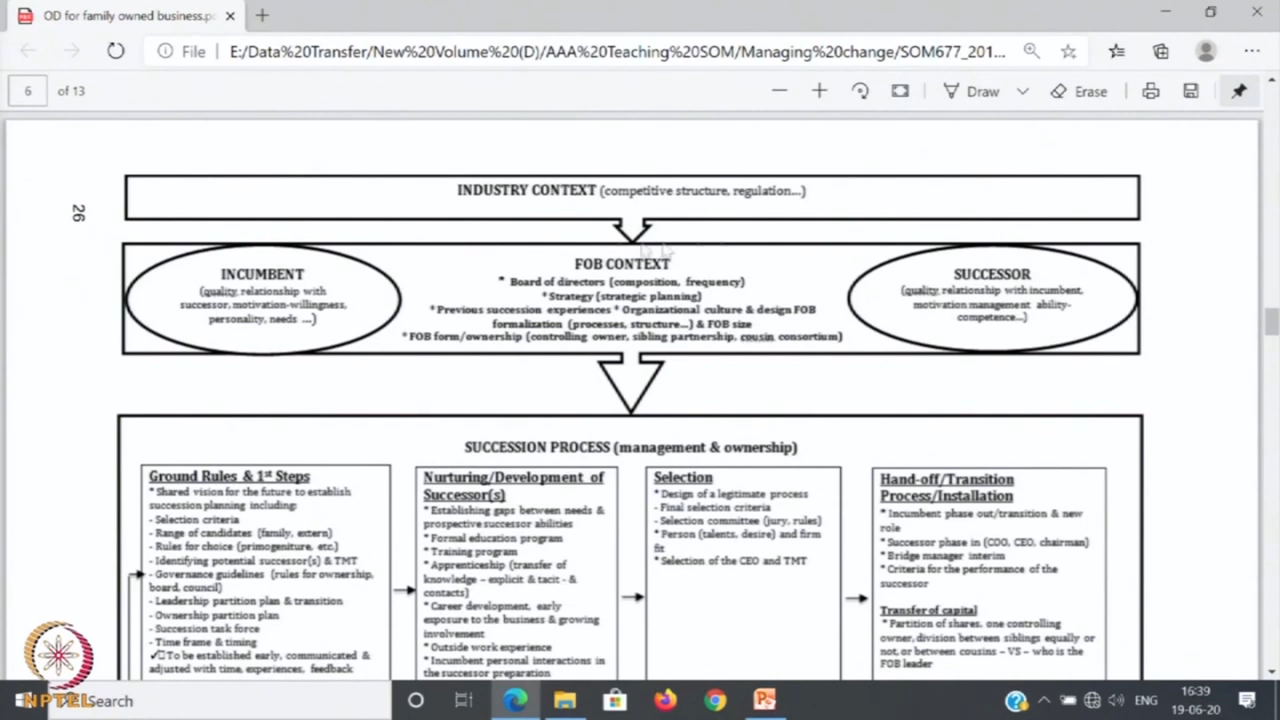 OD for family owned business.pc
File
E:/Data%20Transfer/New%20Volume%20(D)/AAA%20Teaching%20SOM/Managing%20change/SOM677_201...
6 of 13
Draw
Erase
26
INDUSTRY CONTEXT (competitive structure, regulation...)
INCUMBENT
(quality, relationship with
successor, motivation-willingness,
personality, needs ...)
FOB CONTEXT
* Board of directors (composition, frequency)
*Strategy (strategic planning)
*Previous succession experiences * Organizational culture & design FOB
formalization (processes, structure...) & FOB size
*FOB form/ownership (controlling owner, sibling partnership, cousin consortium)
SUCCESSOR
(quality, relationship with incumbent,
motivation management ability-
competence...)
SUCCESSION PROCESS (management & ownership)
Ground Rules & 1st Steps
* Shared vision for the future to establish
succession planning including:
- Selection criteria
- Range of candidates (family, extern)
- Rules for choice (primogeniture, etc.)
- Identifying potential successor(s) & TMT
- Governance guidelines (rules for ownership,
board, council)
- Leadership partition plan & transition
- Ownership partition plan
- Succession task force
- Time frame & timing
✓ To be established early, communicated &
adjusted with time, experiences, feedback
Nurturing/Development of
Successor(s)
* Establishing gaps between needs &
prospective successor abilities
* Formal education program
* Training program
* Apprenticeship (transfer of
knowledge – explicit & tacit - &
contacts)
* Career development, early
exposure to the business & growing
involvement
* Outside work experience
* Incumbent personal interactions in
the successor preparation
Selection
* Design of a legitimate process
- Final selection criteria
- Selection committee (jury, rules)
* Person (talents, desire) and firm
fit
* Selection of the CEO and TMT
Hand-off/Transition
Process/Installation
* Incumbent phase out/transition & new
role
* Successor phase in (COO, CEO, chairman)
* Bridge manager interim
* Criteria for the performance of the
successor
Transfer of capital
* Partition of shares, one controlling
owner, division between siblings equally or
not, or between cousins – VS – who is the
FOB leader
NPTEL
Search
ENG
16:39
19-06-20